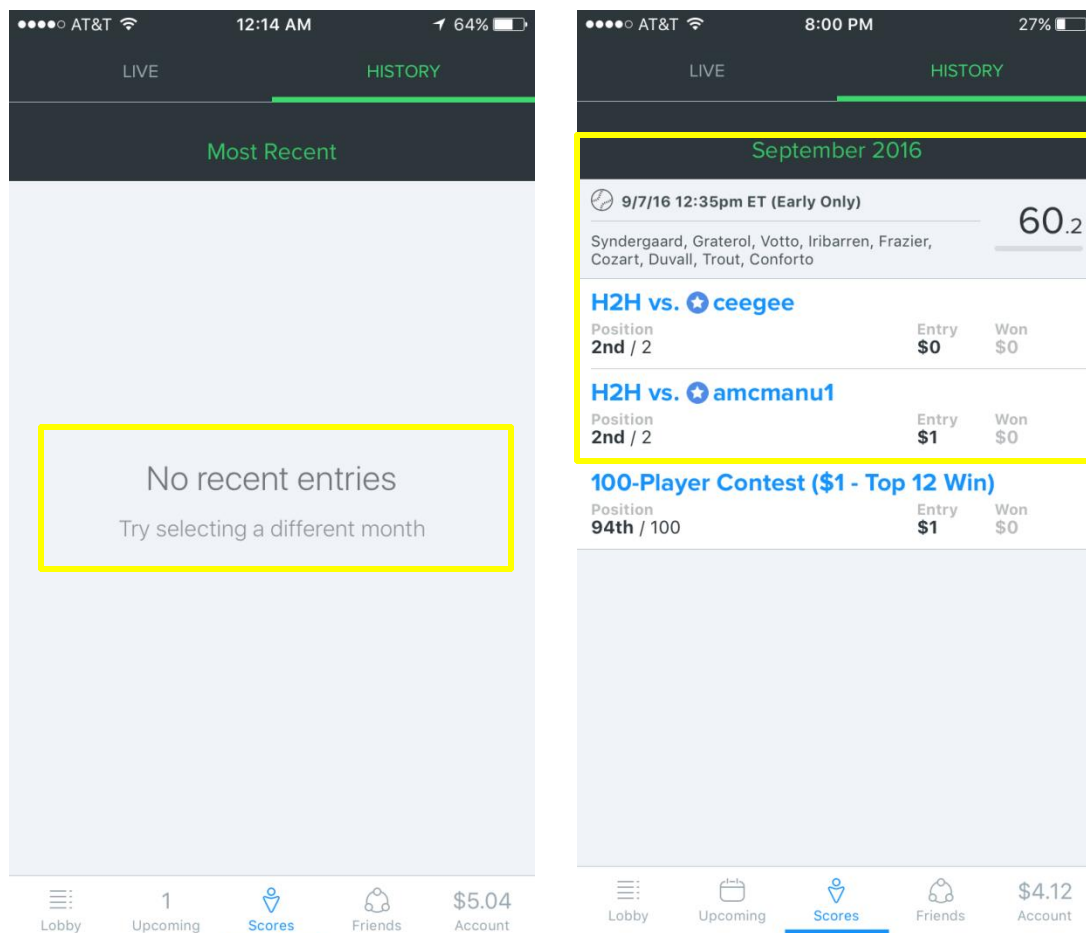 AT&T 12:14 AM 64%
LIVE HISTORY
Most Recent
No recent entries
Try selecting a different month
1 $5.04
Lobby Upcoming Scores Friends Account
AT&T 8:00 PM 27%
LIVE HISTORY
September 2016
9/7/16 12:35pm ET (Early Only)
60.2
Syndergaard, Graterol, Votto, Iribarren, Frazier,
Cozart, Duvall, Trout, Conforto
H2H vs. ceegee
Position Entry Won
2nd / 2 $0 $0
H2H vs. amcmanu1
Position Entry Won
2nd / 2 $1 $0
100-Player Contest ($1 - Top 12 Win)
Position Entry Won
94th / 100 $1 $0
$4.12
Lobby Upcoming Scores Friends Account